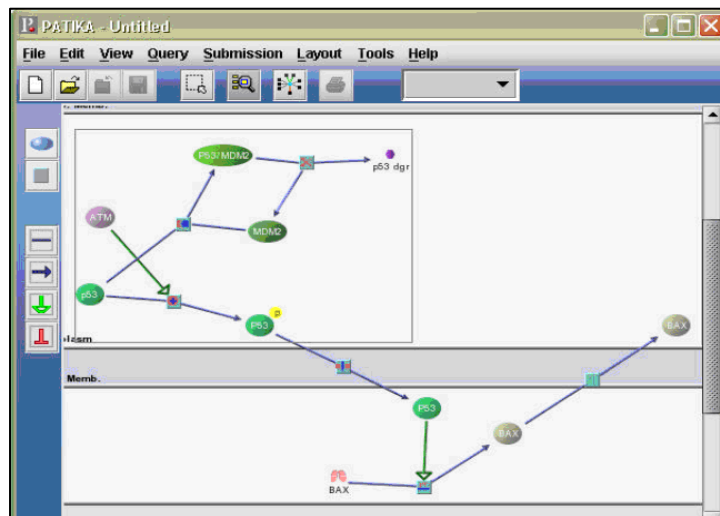 PATIKA - Untitled
File Edit View Query Submission Layout Tools Help
P53/MDM2
p53 dgr
ATM
MDM2
p53
p
P53
BAX
Memb.
P53
BAX
BAX